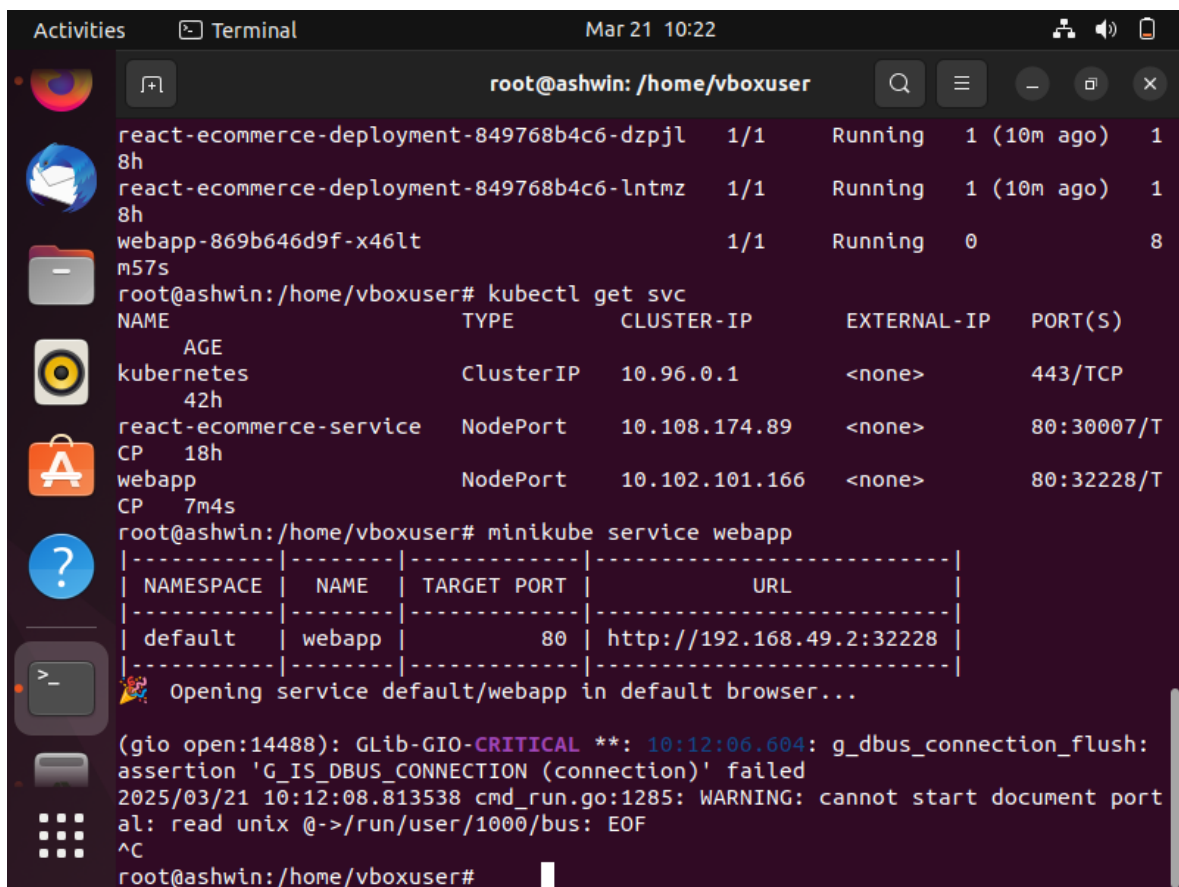 Activities Terminal Mar 21 10:22
root@ashwin: /home/vboxuser
react-ecommerce-deployment-849768b4c6-dzpjl 1/1 Running 1 (10m ago) 1
8h
react-ecommerce-deployment-849768b4c6-lntmz 1/1 Running 1 (10m ago) 1
8h
webapp-869b646d9f-x46lt 1/1 Running 0 8
m57s
root@ashwin:/home/vboxuser# kubectl get svc
NAME TYPE CLUSTER-IP EXTERNAL-IP PORT(S)
AGE
kubernetes ClusterIP 10.96.0.1 <none> 443/TCP
42h
react-ecommerce-service NodePort 10.108.174.89 <none> 80:30007/T
CP 18h
webapp NodePort 10.102.101.166 <none> 80:32228/T
CP 7m4s
root@ashwin:/home/vboxuser# minikube service webapp
|-----------|--------|-------------|---------------------------|
| NAMESPACE | NAME | TARGET PORT | URL |
|-----------|--------|-------------|---------------------------|
| default | webapp | 80 | http://192.168.49.2:32228 |
|-----------|--------|-------------|---------------------------|
🎉 Opening service default/webapp in default browser...
(gio open:14488): GLib-GIO-CRITICAL **: 10:12:06.604: g_dbus_connection_flush:
assertion 'G_IS_DBUS_CONNECTION (connection)' failed
2025/03/21 10:12:08.813538 cmd_run.go:1285: WARNING: cannot start document port
al: read unix @->/run/user/1000/bus: EOF
^C
root@ashwin:/home/vboxuser#